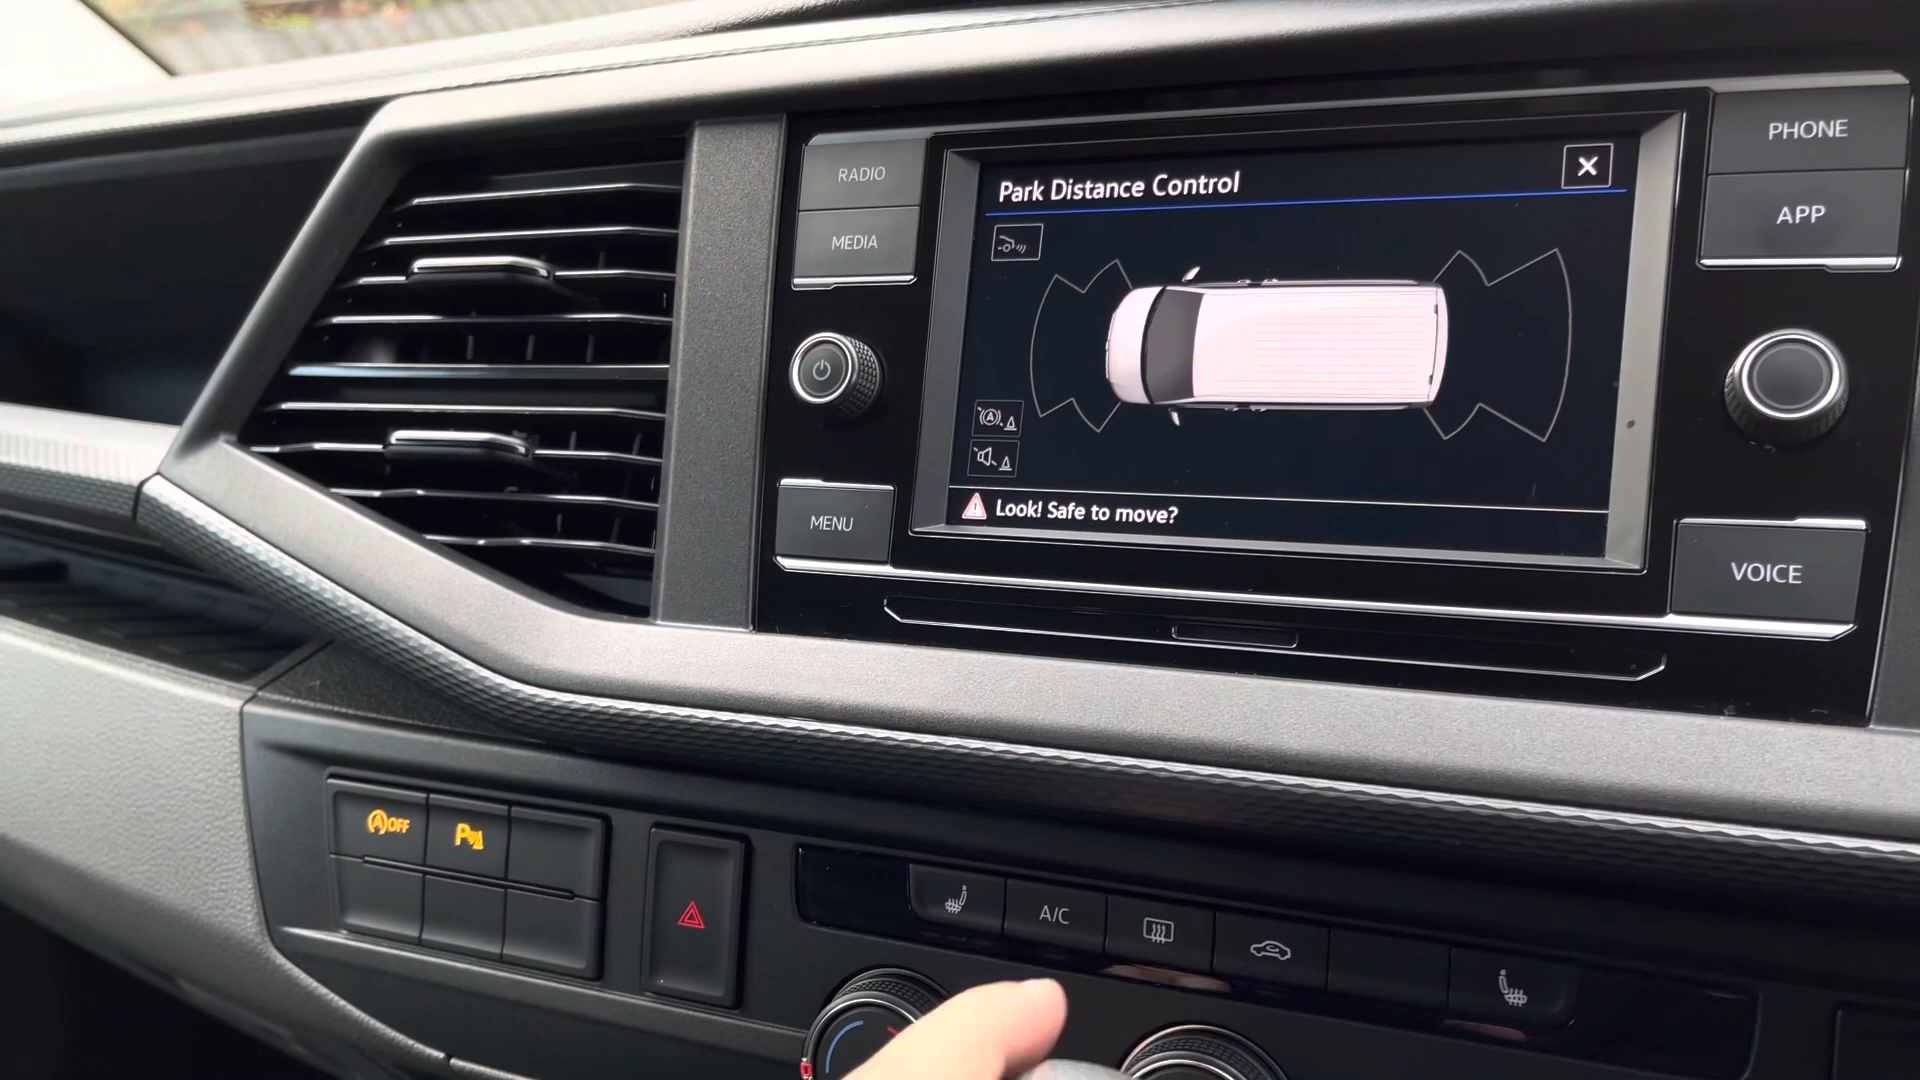 PHONE
RADIO
Park Distance Control
APP
MEDIA
Look! Safe to move?
MENU
VOICE
A OFF
P
A/C